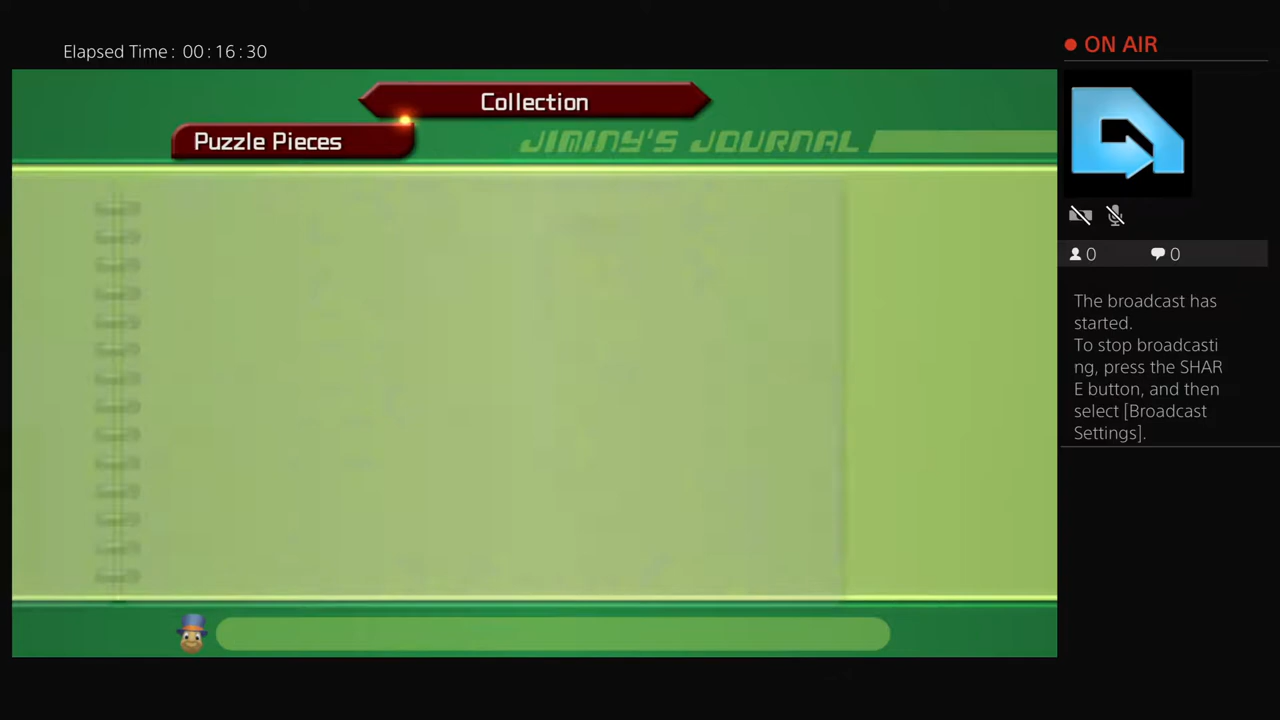 Elapsed Time: 00:16:30
ON AIR
Collection
Puzzle Pieces
JIMINY'S JOURNAL
0 0
The broadcast has
started.
To stop broadcasti
ng, press the SHAR
E button, and then
select [Broadcast
Settings].